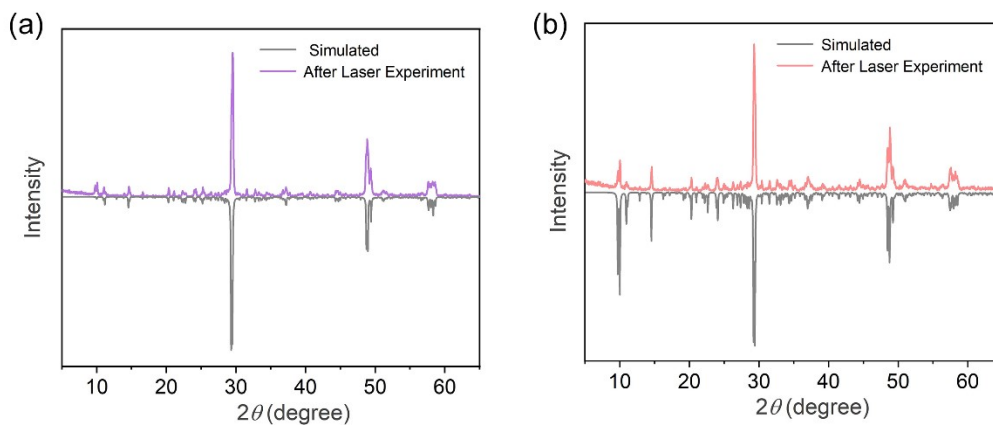 (a)
Simulated
After Laser Experiment
Intensity
10 20 30 40 50 60
2θ (degree)
(b)
Simulated
After Laser Experiment
Intensity
10 20 30 40 50 60
2θ (degree)